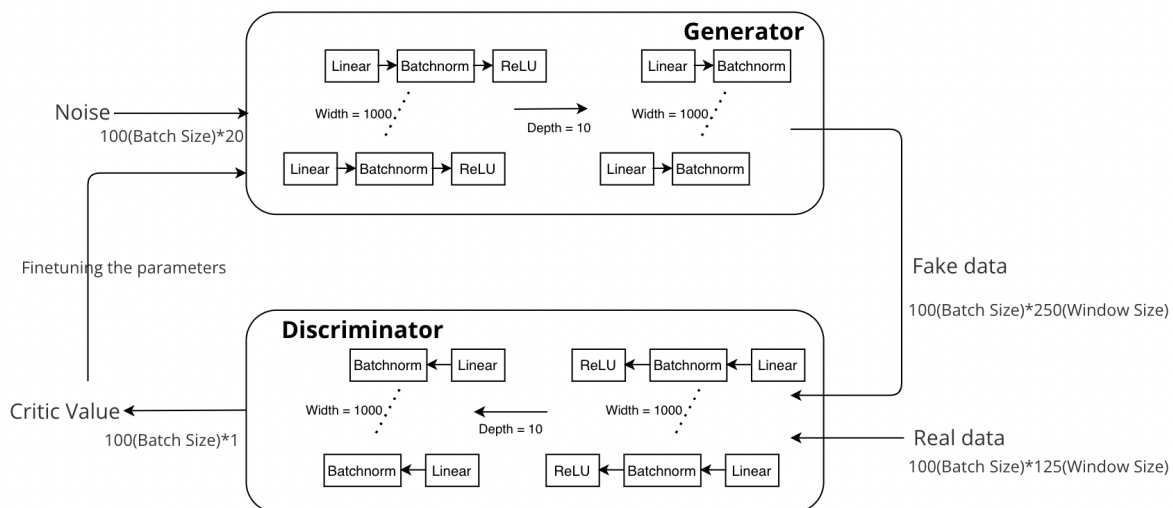 Generator
Linear Batchnorm ReLU Linear Batchnorm
Noise
100(Batch Size)*20
Width = 1000
Depth = 10
Width = 1000
Linear Batchnorm ReLU Linear Batchnorm
Finetuning the parameters
Fake data
100(Batch Size)*250(Window Size)
Discriminator
Batchnorm Linear ReLU Batchnorm Linear
Critic Value
100(Batch Size)*1
Width = 1000
Depth = 10
Width = 1000
Real data
100(Batch Size)*125(Window Size)
Batchnorm Linear ReLU Batchnorm Linear